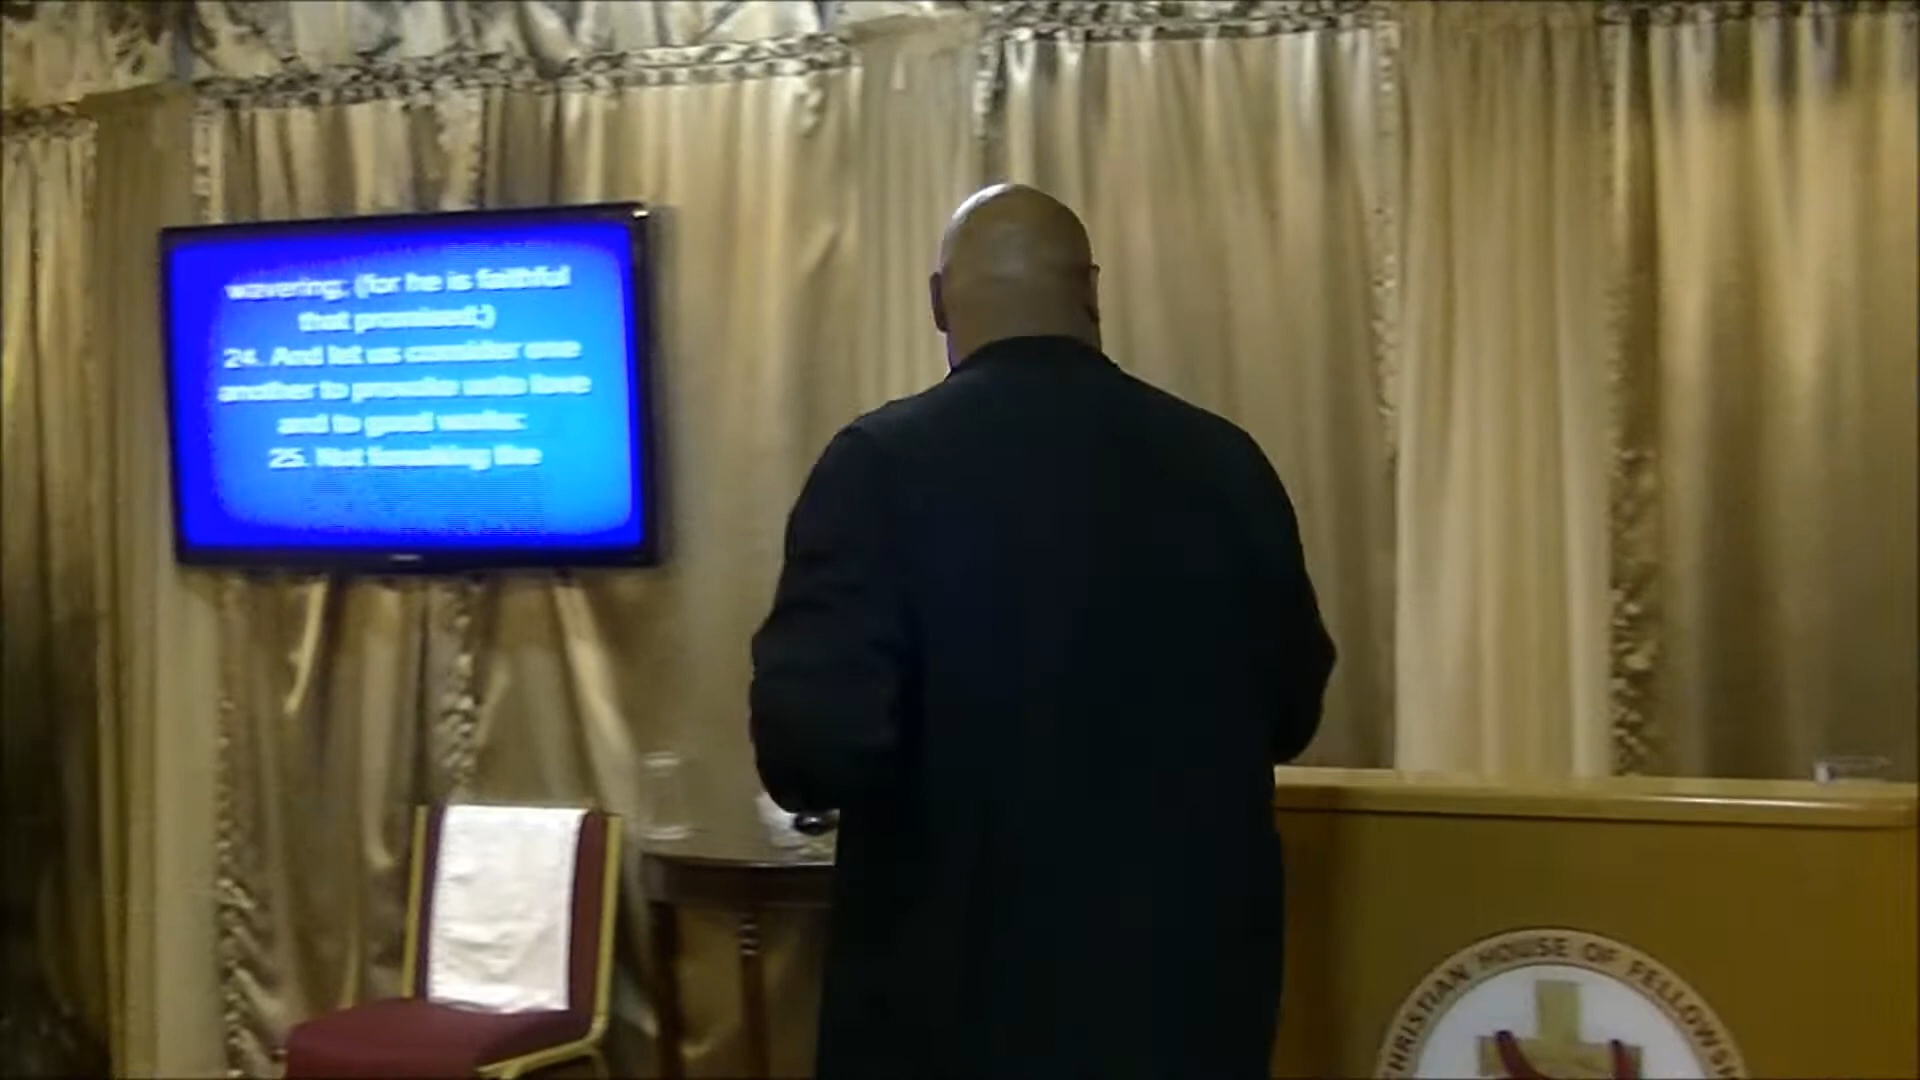 wavering; (for he is faithful
that promised;)
24. And let us consider one
another to provoke unto love
and to good works:
25. Not forsaking the
CHRISTIAN HOUSE OF FELLOWSH